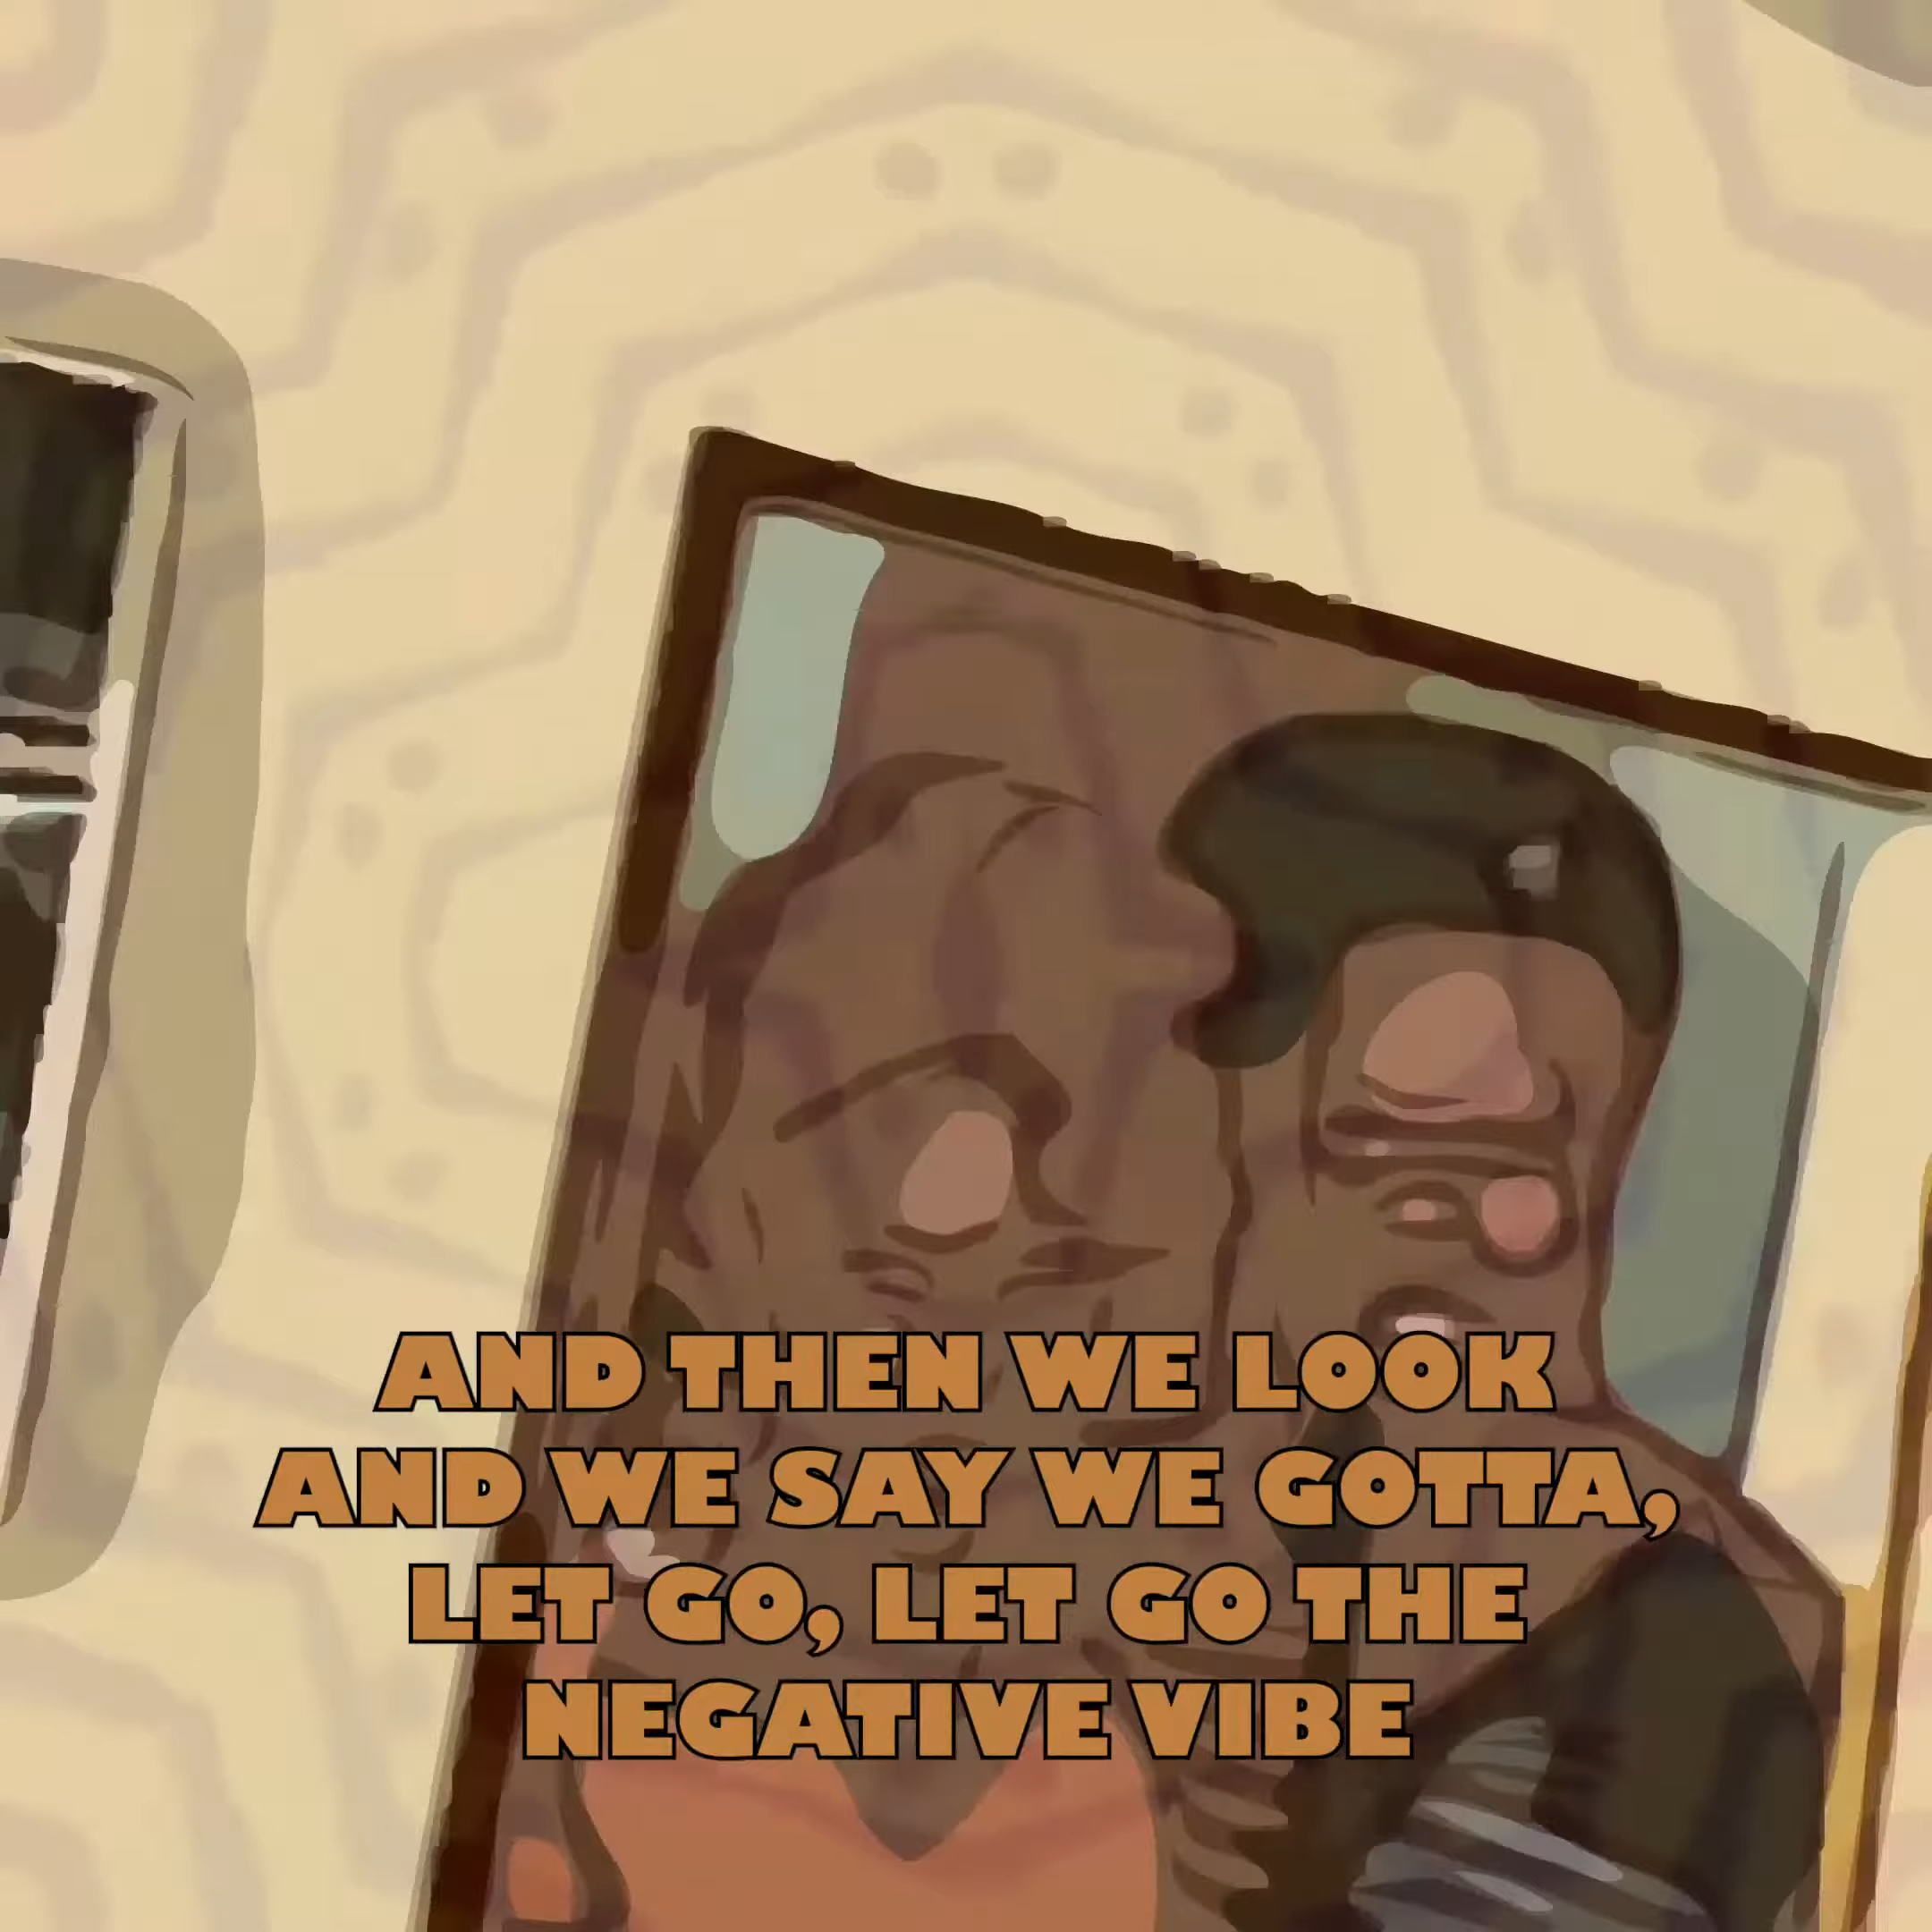 AND THEN WE LOOK
AND WE SAY WE GOTTA,
LET GO, LET GO THE
NEGATIVE VIBE